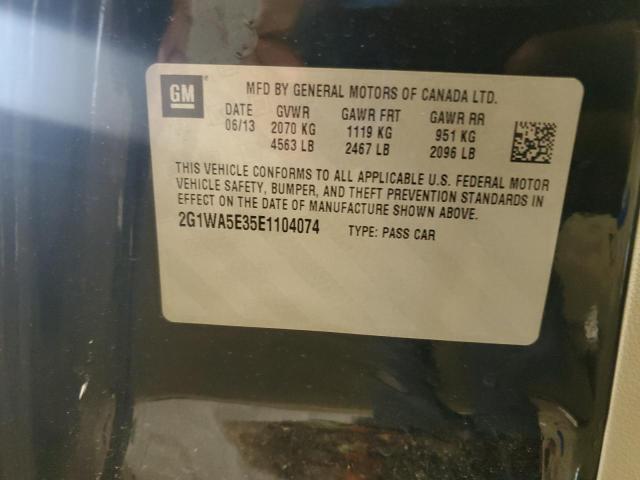 GM
MFD BY GENERAL MOTORS OF CANADA LTD.
DATE GVWR GAWR FRT GAWR RR
06/13 2070 KG 1119 KG 951 KG
4563 LB 2467 LB 2096 LB
THIS VEHICLE CONFORMS TO ALL APPLICABLE U.S. FEDERAL MOTOR
VEHICLE SAFETY, BUMPER, AND THEFT PREVENTION STANDARDS IN
EFFECT ON THE DATE OF MANUFACTURE SHOWN ABOVE.
2G1WA5E35E1104074 TYPE: PASS CAR